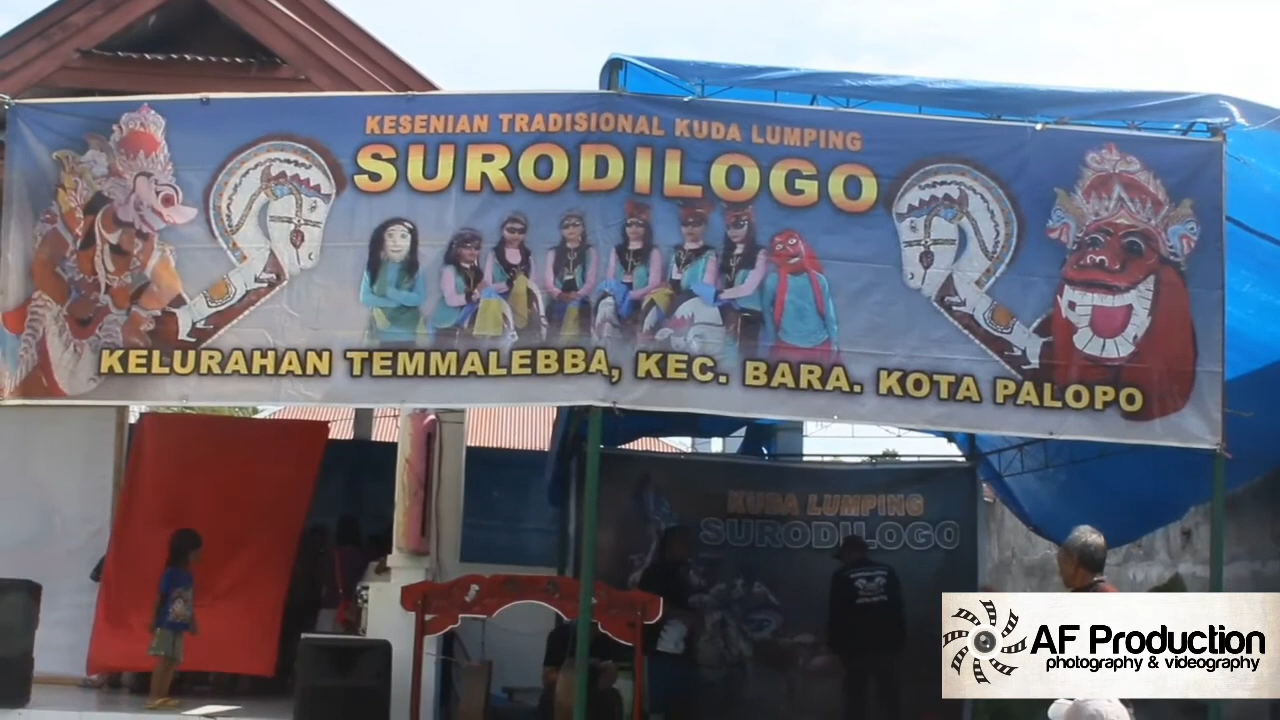 KESENIAN TRADISIONAL KUDA LUMPING
SURODILOGO
KELURAHAN TEMMALEBBA, KEC. BARA. KOTA PALOPO
KUDA LUMPING
SURODILOGO
AF Production
photography & videography